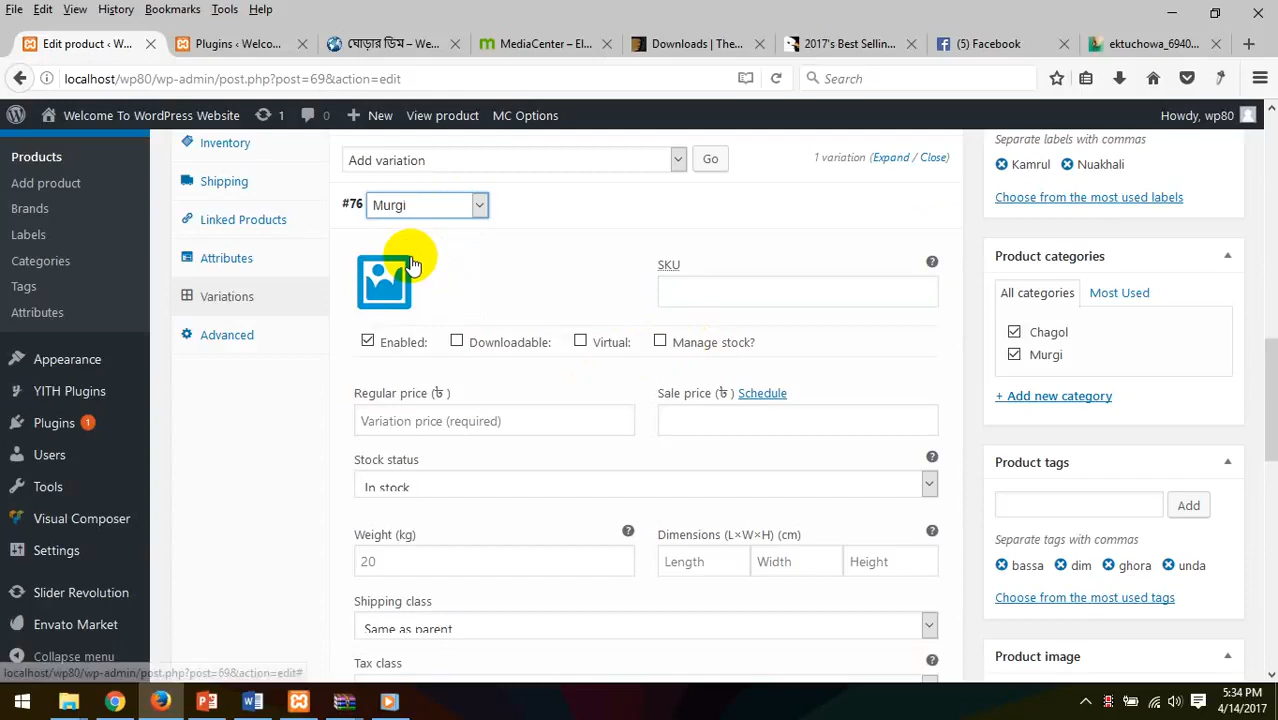 File Edit View History Bookmarks Tools Help
Edit product ‹ W... Plugins ‹ Welco... ঘোড়ার ডিম – We... MediaCenter – El... Downloads | The... 2017's Best Sellin... (5) Facebook ektuchowa_6940...
localhost/wp80/wp-admin/post.php?post=69&action=edit Search
Welcome To WordPress Website 1 0 New View product MC Options Howdy, wp80
Products
Add product
Brands
Labels
Categories
Tags
Attributes
Appearance
YITH Plugins
Plugins 1
Users
Tools
Visual Composer
Settings
Slider Revolution
Envato Market
Collapse menu
localhost/wp80/wp-admin/post.php?post=69&action=edit#
Inventory
Shipping
Linked Products
Attributes
Variations
Advanced
Add variation Go 1 variation (Expand / Close)
#76 Murgi
SKU
Enabled: Downloadable: Virtual: Manage stock?
Regular price (৳ ) Sale price (৳ ) Schedule
Variation price (required)
Stock status
In stock
Weight (kg) Dimensions (L×W×H) (cm)
20 Length Width Height
Shipping class
Same as parent
Tax class
Separate labels with commas
Kamrul Nuakhali
Choose from the most used labels
Product categories
All categories Most Used
Chagol
Murgi
+ Add new category
Product tags
Add
Separate tags with commas
bassa dim ghora unda
Choose from the most used tags
Product image
5:34 PM
4/14/2017